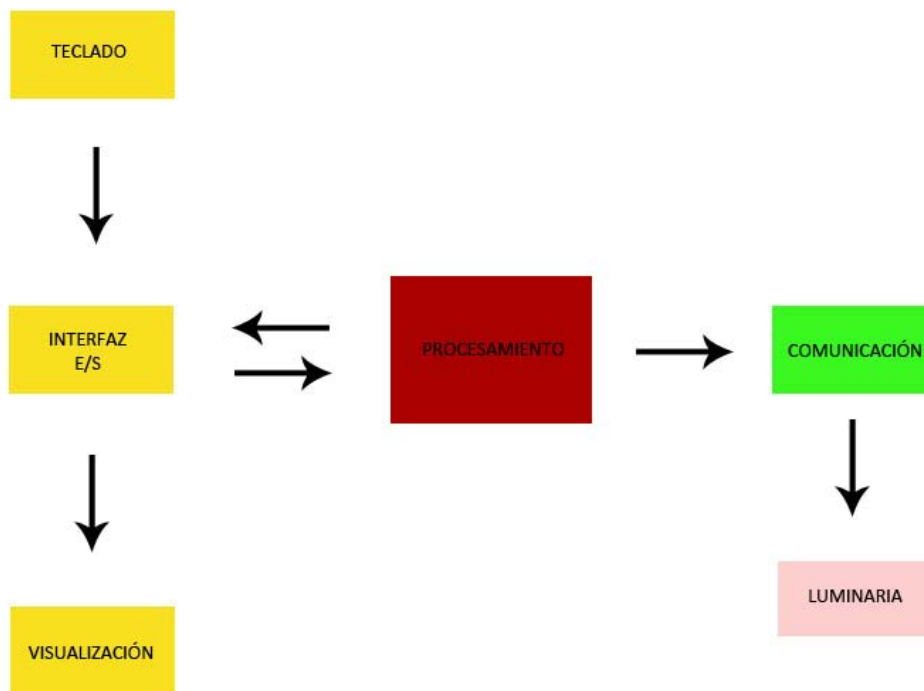 TECLADO
INTERFAZ
E/S
PROCESAMIENTO
COMUNICACIÓN
LUMINARIA
VISUALIZACIÓN